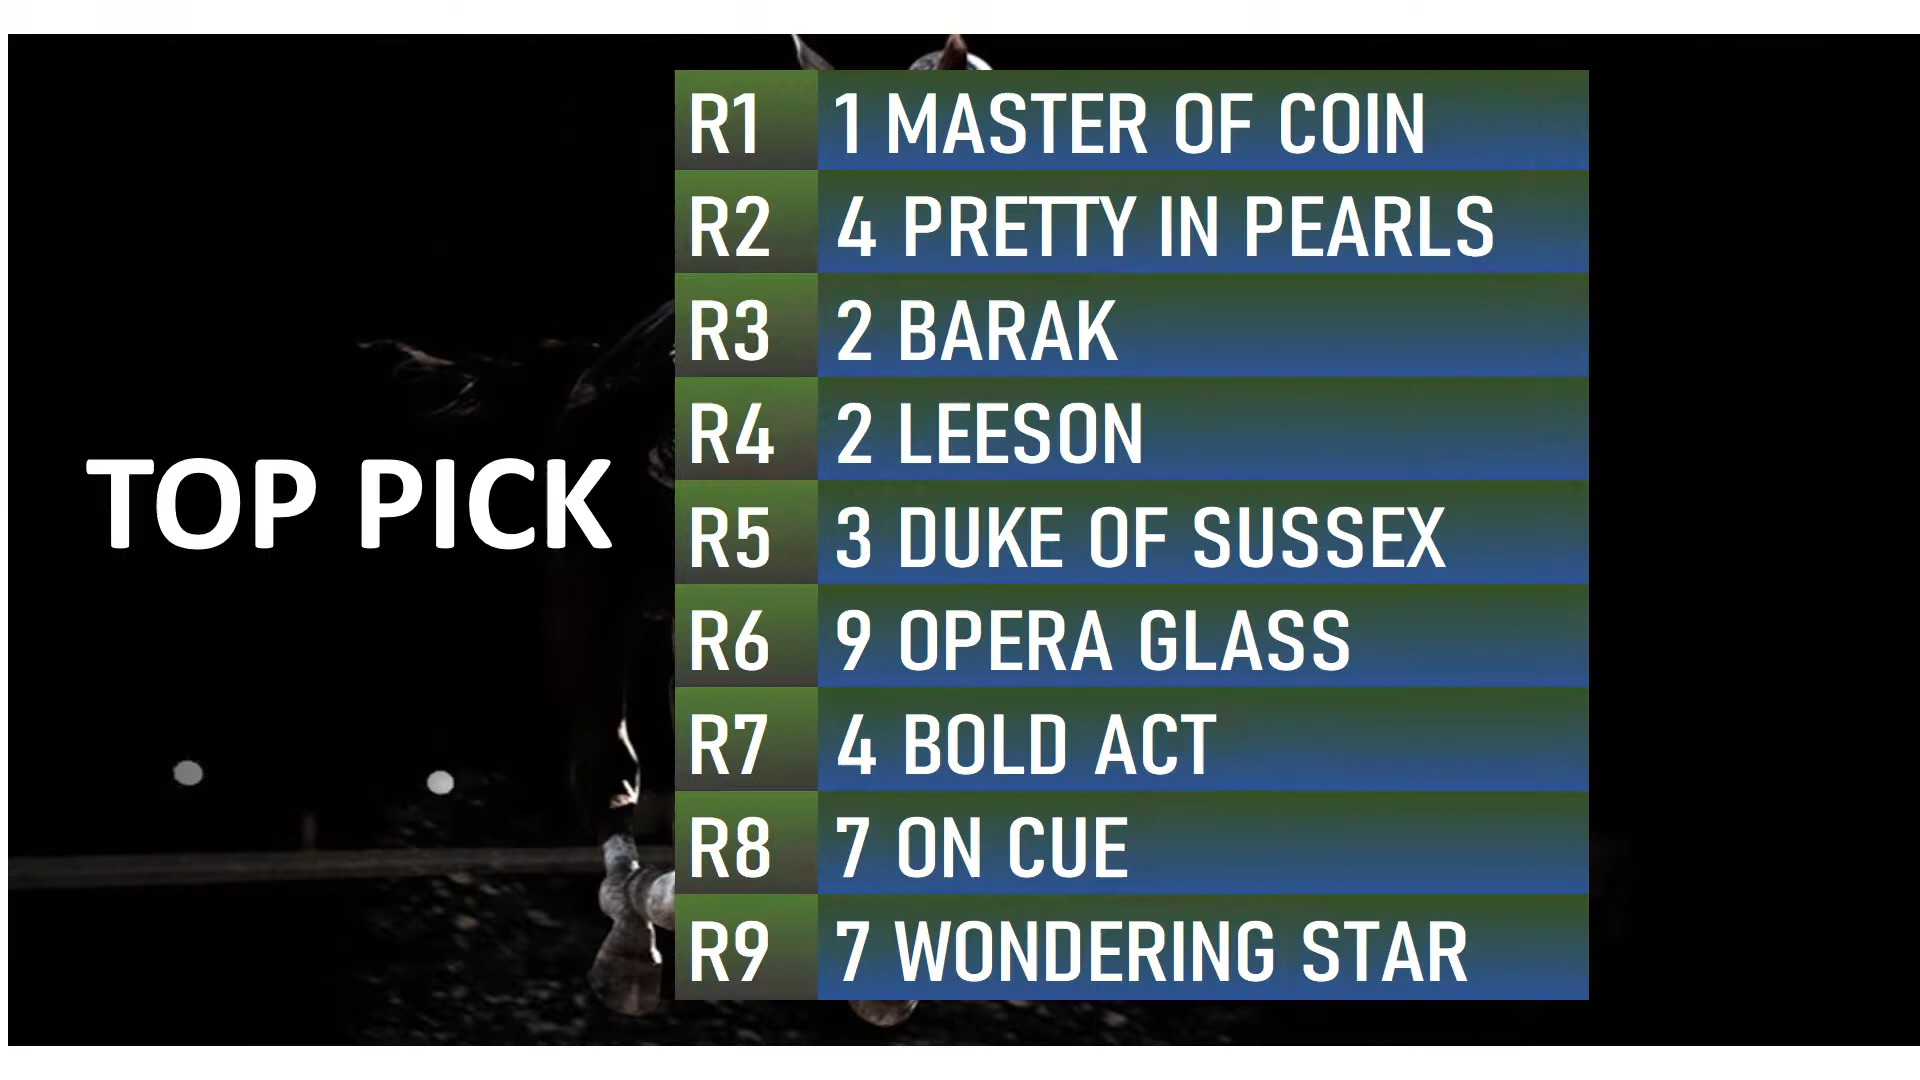 TOP PICK
R1 1 MASTER OF COIN
R2 4 PRETTY IN PEARLS
R3 2 BARAK
R4 2 LEESON
R5 3 DUKE OF SUSSEX
R6 9 OPERA GLASS
R7 4 BOLD ACT
R8 7 ON CUE
R9 7 WONDERING STAR